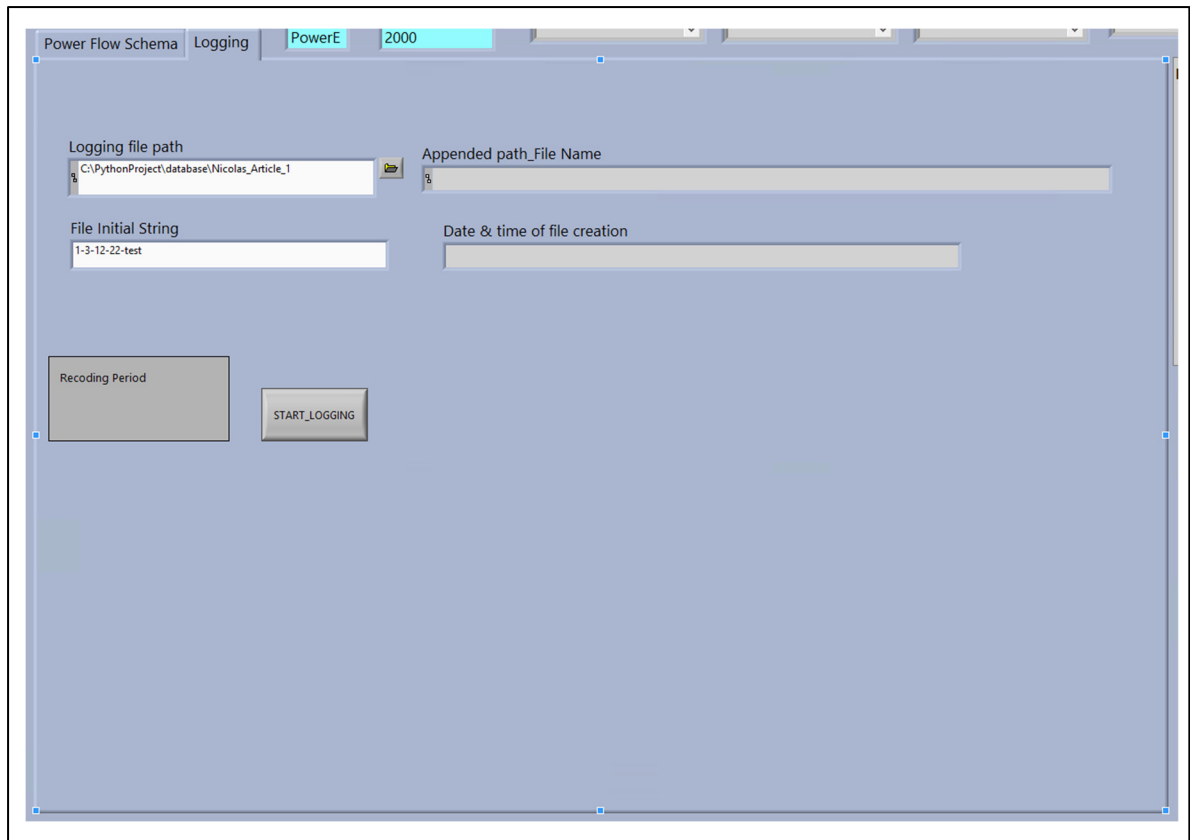 Power Flow Schema Logging PowerE 2000
Logging file path
C:\PythonProject\database\Nicolas_Article_1
Appended path_File Name
File Initial String
1-3-12-22-test
Date & time of file creation
Recoding Period
START_LOGGING